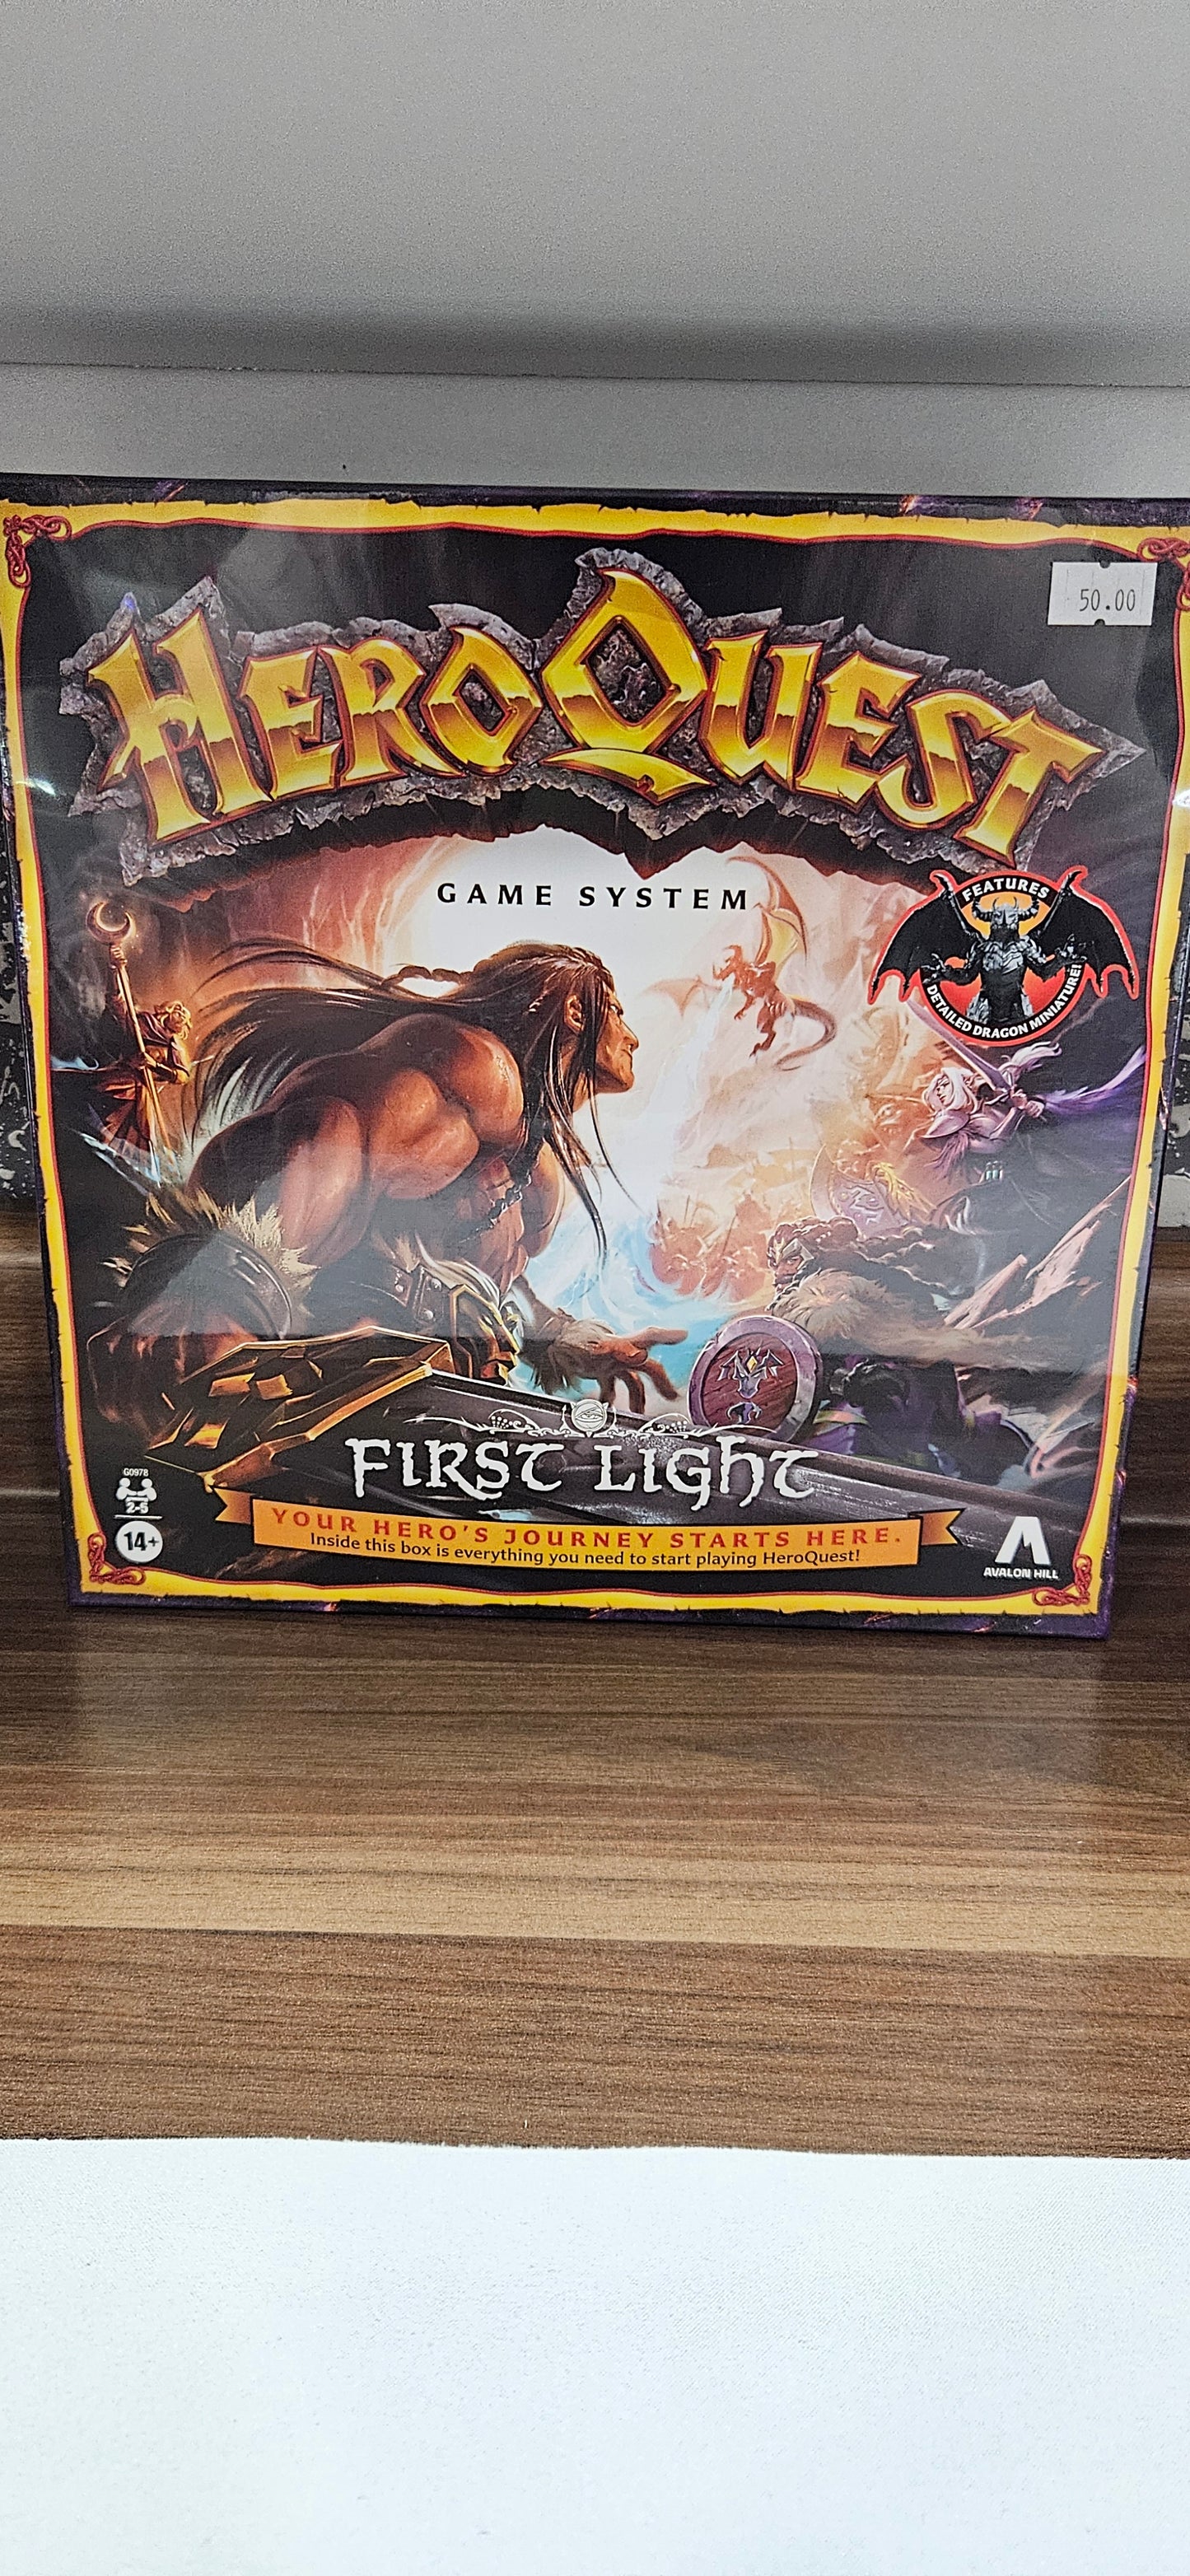 50.00
HEROQUEST
GAME SYSTEM
FEATURES
DETAILED DRAGON MINIATURE!
FIRST LIGHT
G0978
2-5
14+
YOUR HERO'S JOURNEY STARTS HERE.
Inside this box is everything you need to start playing HeroQuest!
AVALON HILL